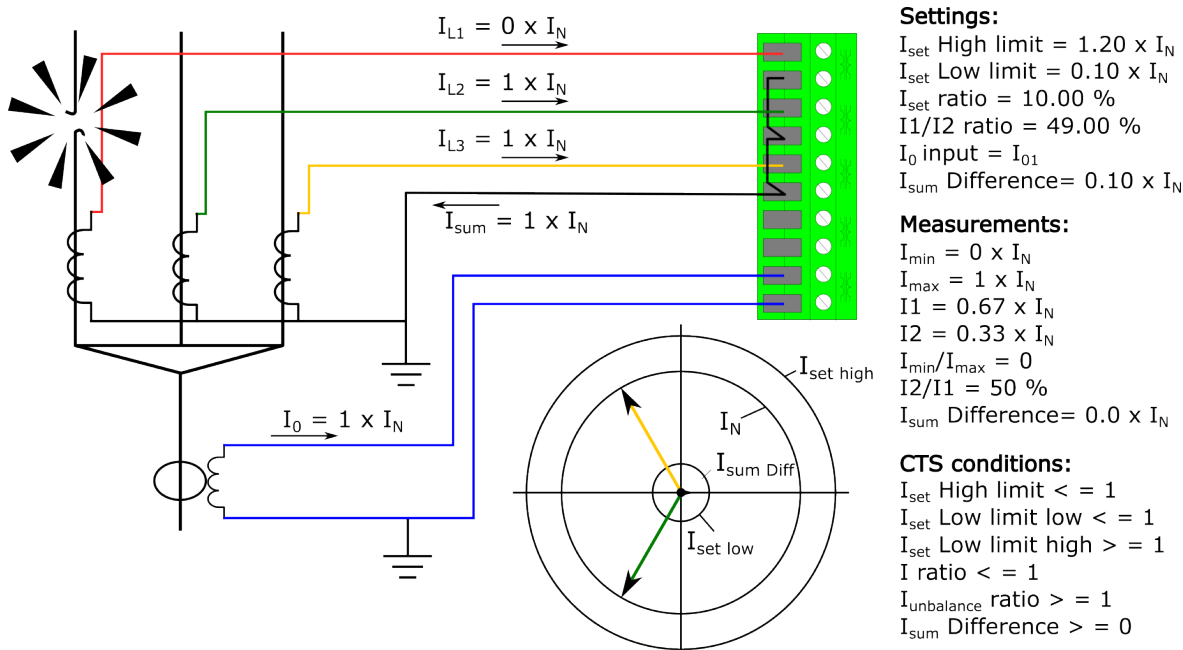 I_L1 = 0 x I_N
I_L2 = 1 x I_N
I_L3 = 1 x I_N
I_sum = 1 x I_N
I_0 = 1 x I_N
I_set high
I_N
I_sum Diff
I_set low
Settings:
I_set High limit = 1.20 x I_N
I_set Low limit = 0.10 x I_N
I_set ratio = 10.00 %
I1/I2 ratio = 49.00 %
I_0 input = I_01
I_sum Difference= 0.10 x I_N
Measurements:
I_min = 0 x I_N
I_max = 1 x I_N
I1 = 0.67 x I_N
I2 = 0.33 x I_N
I_min/I_max = 0
I2/I1 = 50 %
I_sum Difference= 0.0 x I_N
CTS conditions:
I_set High limit < = 1
I_set Low limit low < = 1
I_set Low limit high > = 1
I ratio < = 1
I_unbalance ratio > = 1
I_sum Difference > = 0